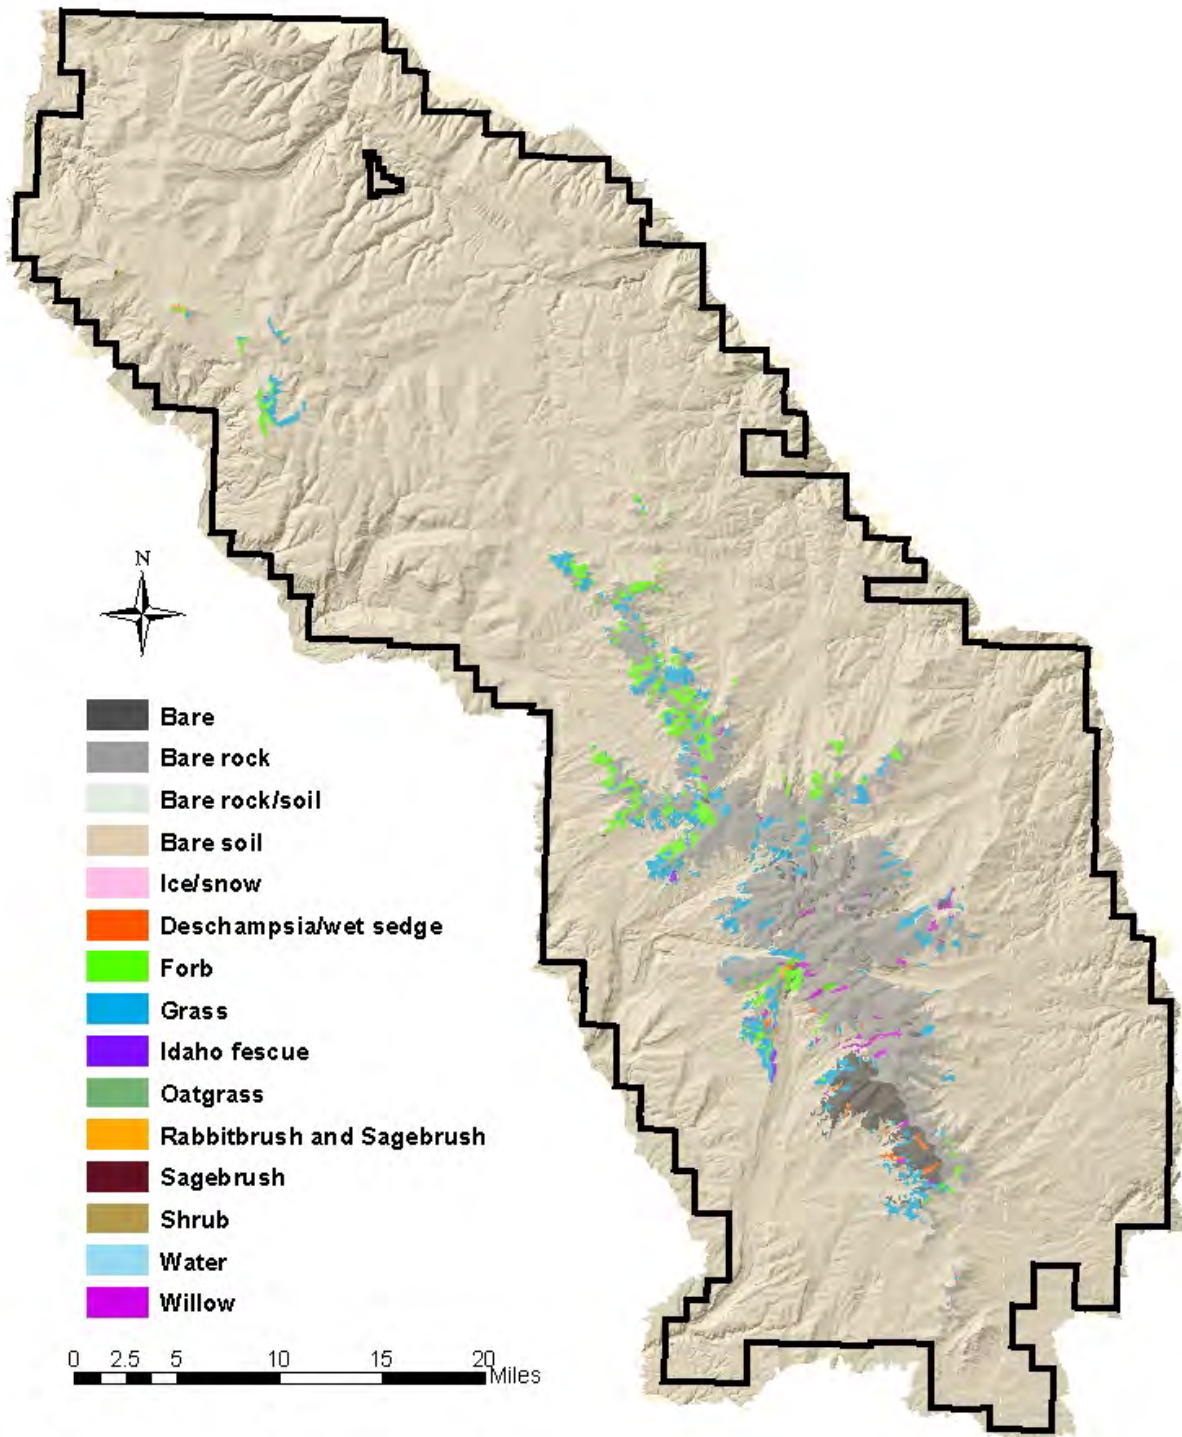 N
Bare
Bare rock
Bare rock/soil
Bare soil
Ice/snow
Deschampsia/wet sedge
Forb
Grass
Idaho fescue
Oatgrass
Rabbitbrush and Sagebrush
Sagebrush
Shrub
Water
Willow
0 2.5 5 10 15 20
Miles